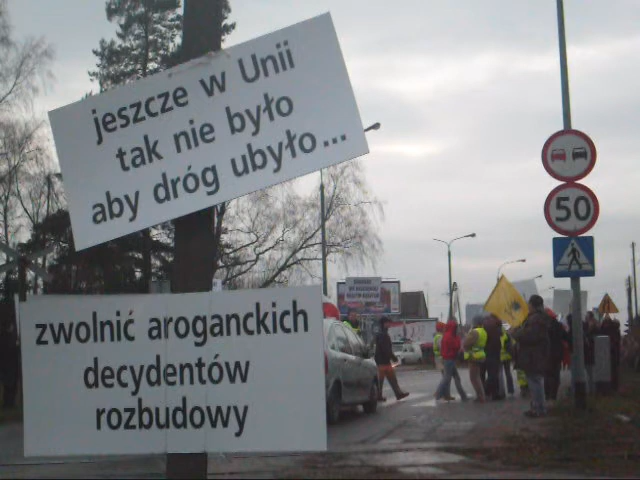 jeszcze w Unii
tak nie było
aby dróg ubyło...
zwolnić aroganckich
decydentów
rozbudowy
50